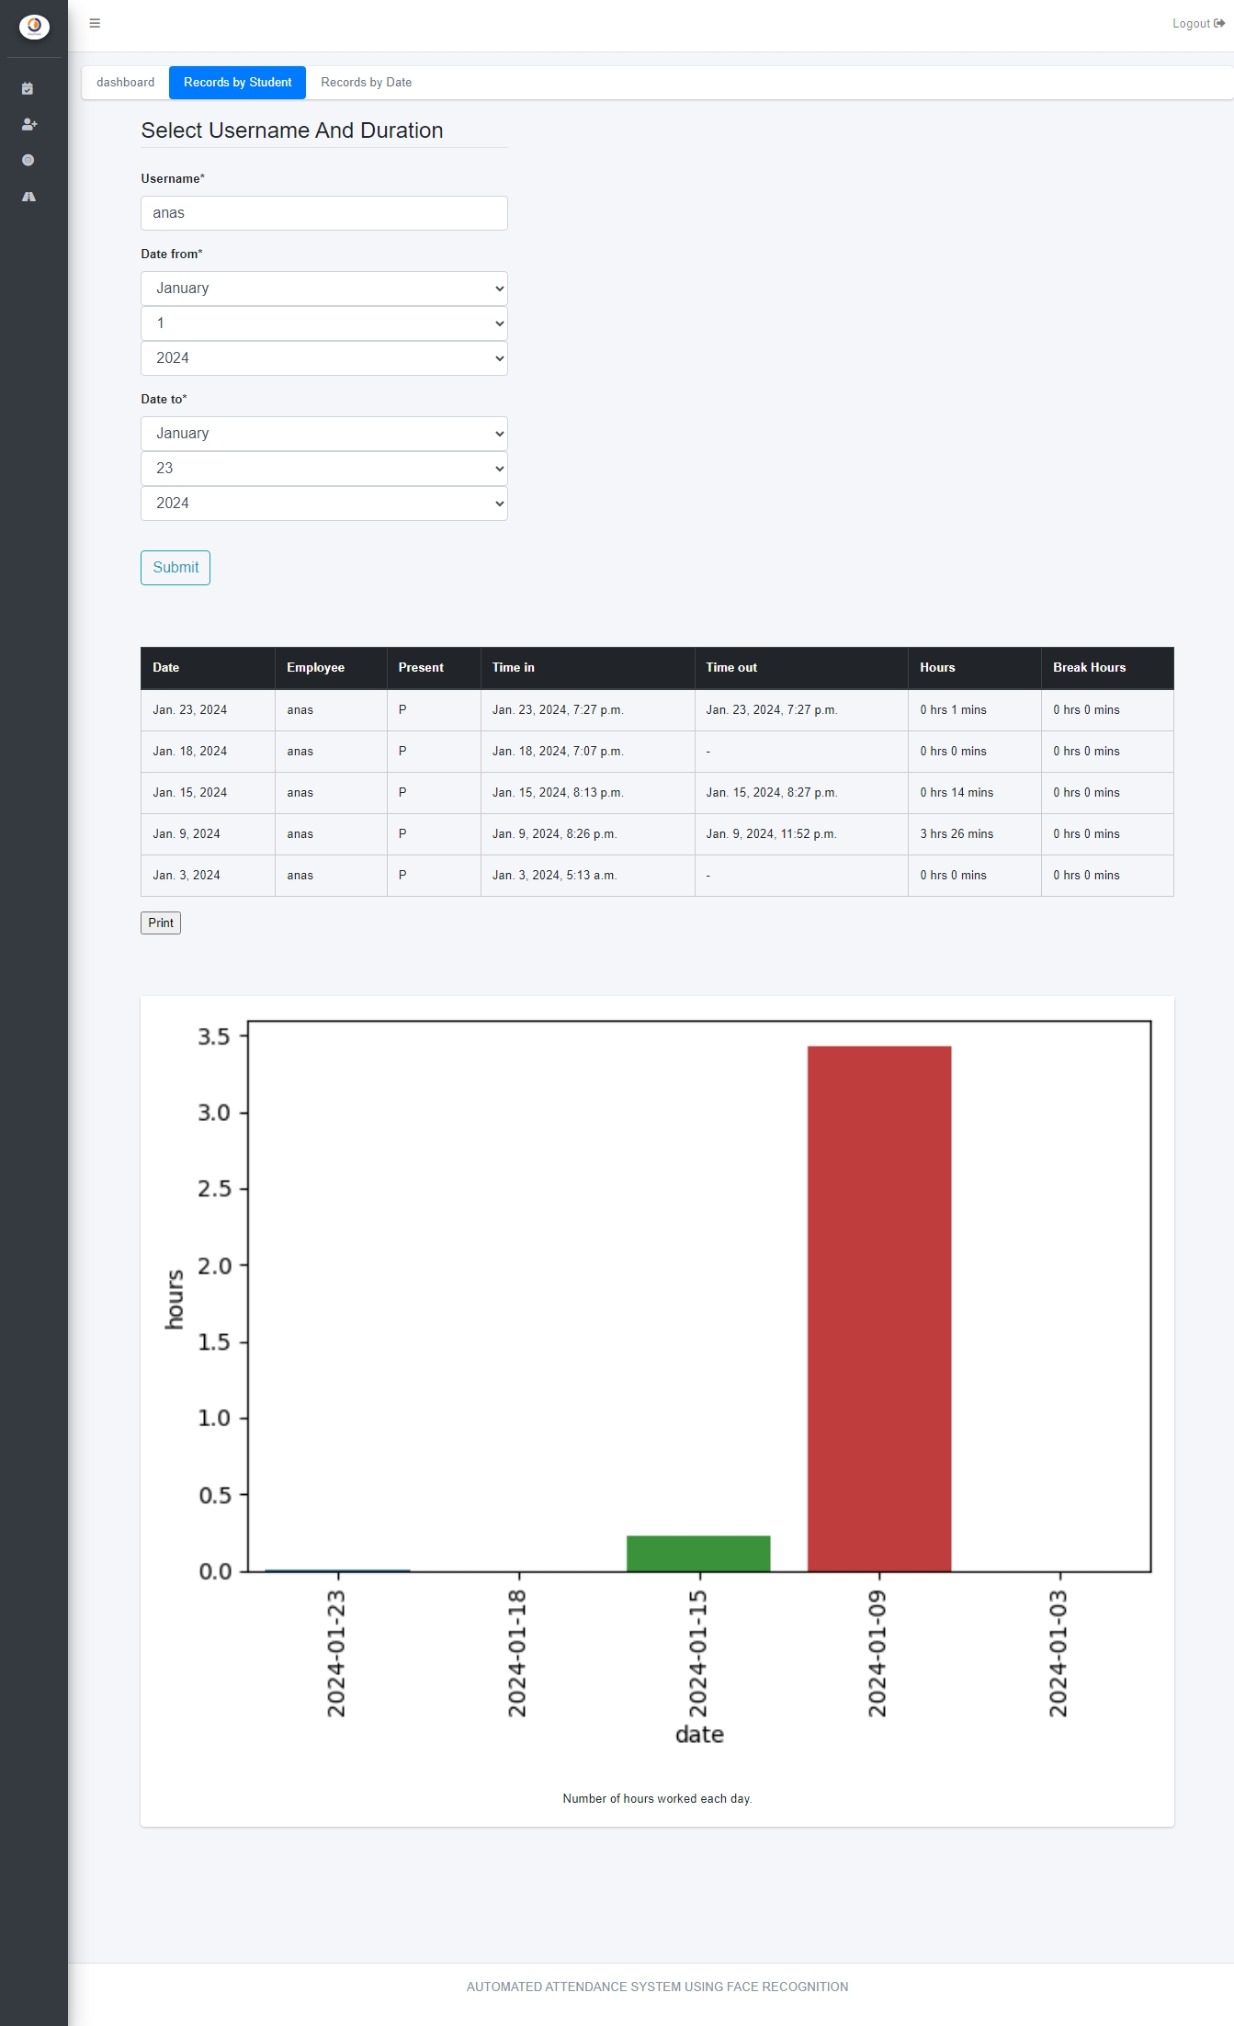 Logout
dashboard Records by Student Records by Date
Select Username And Duration
Username*
anas
Date from*
January
1
2024
Date to*
January
23
2024
Submit
Date Employee Present Time in Time out Hours Break Hours
Jan. 23, 2024 anas P Jan. 23, 2024, 7:27 p.m. Jan. 23, 2024, 7:27 p.m. 0 hrs 1 mins 0 hrs 0 mins
Jan. 18, 2024 anas P Jan. 18, 2024, 7:07 p.m. - 0 hrs 0 mins 0 hrs 0 mins
Jan. 15, 2024 anas P Jan. 15, 2024, 8:13 p.m. Jan. 15, 2024, 8:27 p.m. 0 hrs 14 mins 0 hrs 0 mins
Jan. 9, 2024 anas P Jan. 9, 2024, 8:26 p.m. Jan. 9, 2024, 11:52 p.m. 3 hrs 26 mins 0 hrs 0 mins
Jan. 3, 2024 anas P Jan. 3, 2024, 5:13 a.m. - 0 hrs 0 mins 0 hrs 0 mins
Print
3.5
3.0
2.5
2.0
hours
1.5
1.0
0.5
0.0
2024-01-23 2024-01-18 2024-01-15 2024-01-09 2024-01-03
date
Number of hours worked each day.
AUTOMATED ATTENDANCE SYSTEM USING FACE RECOGNITION